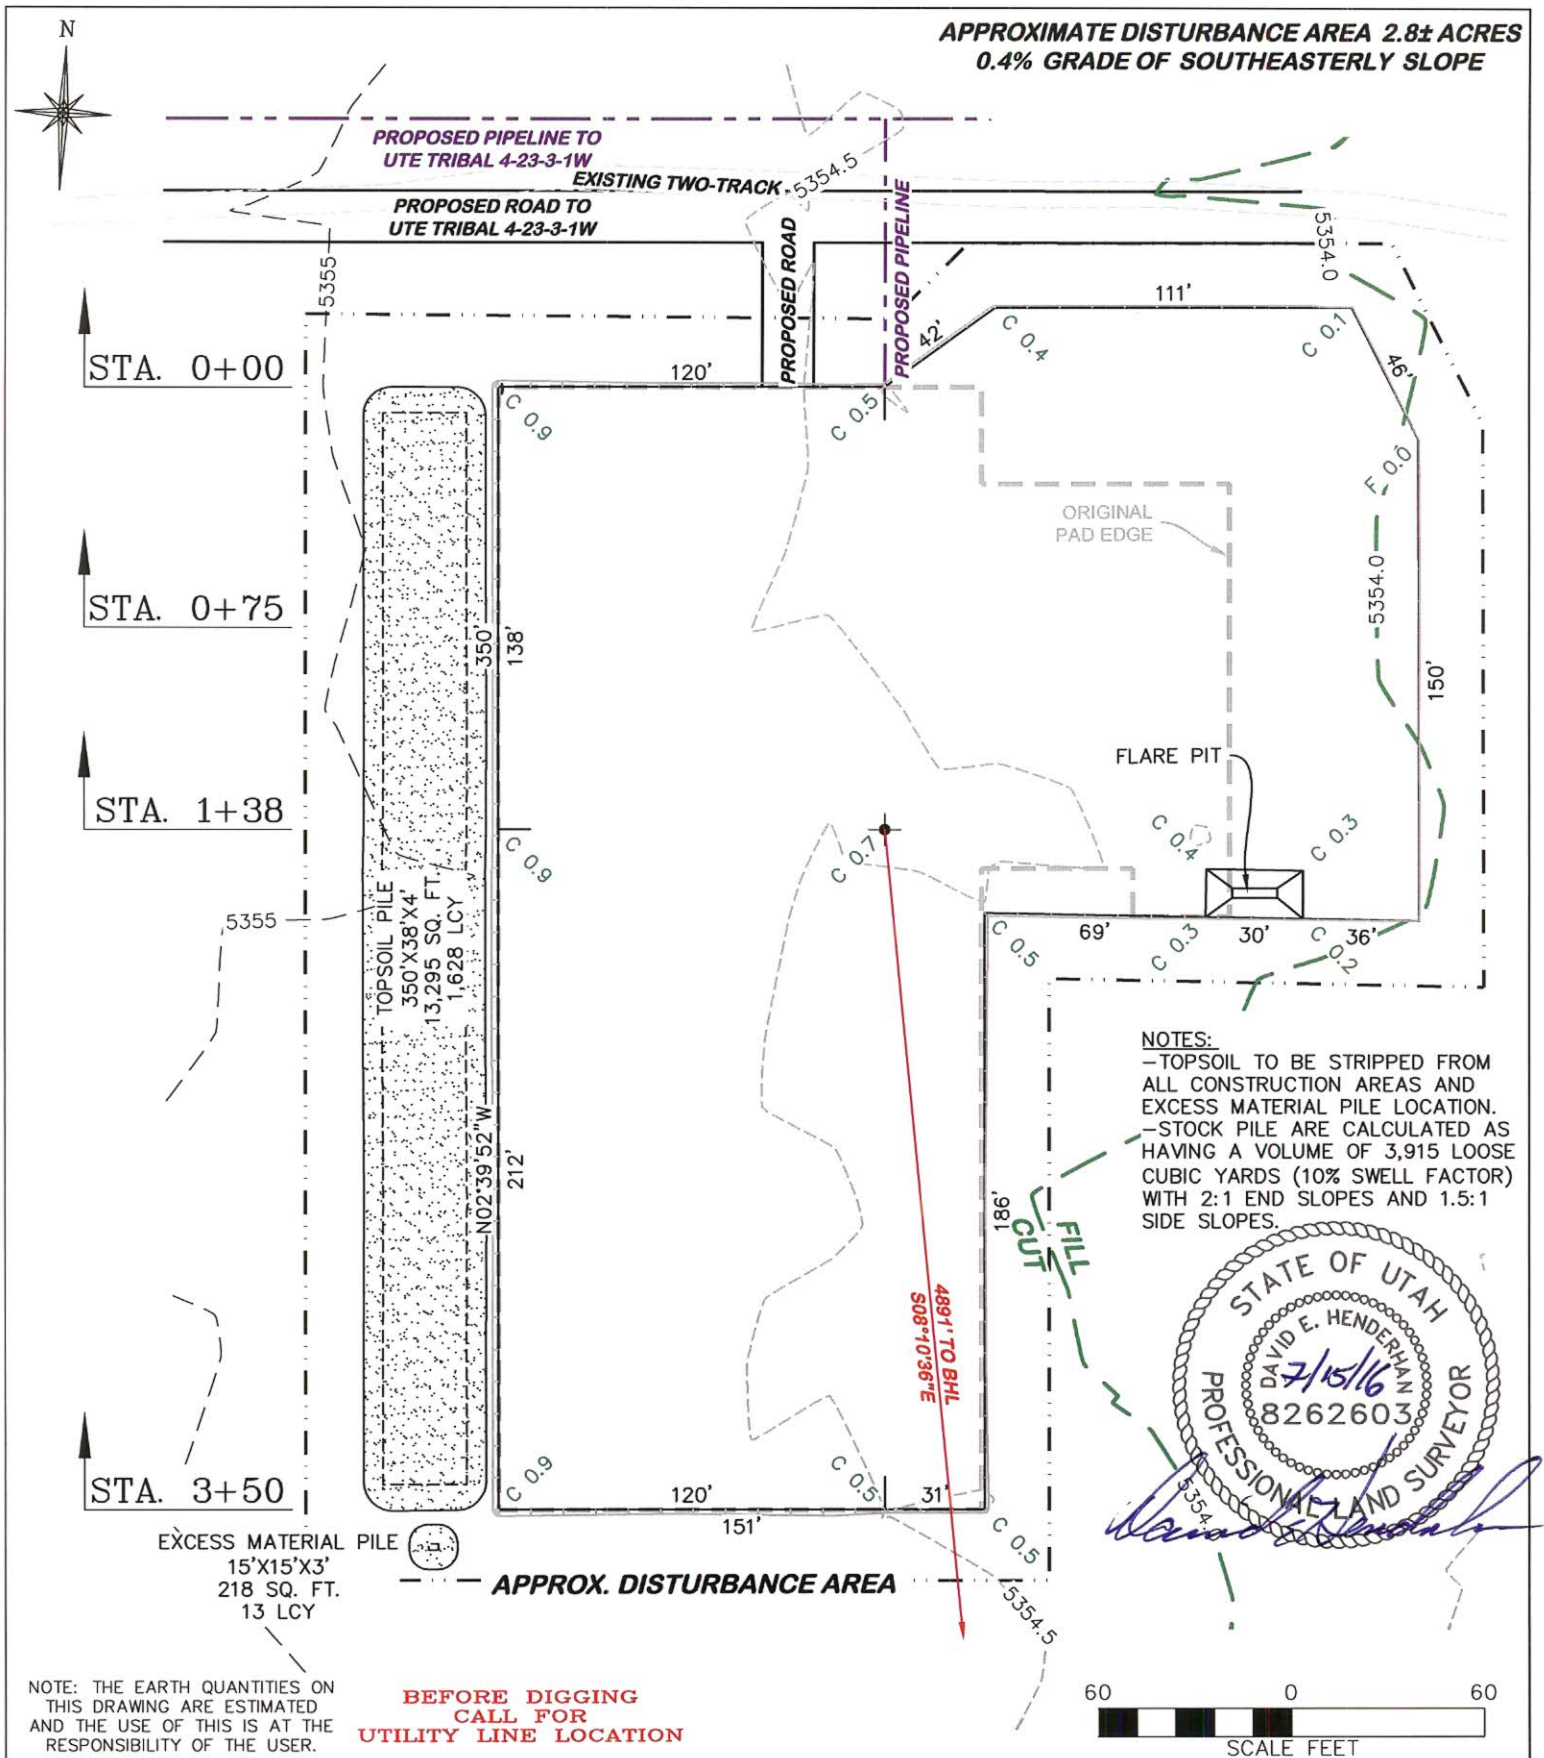 APPROXIMATE DISTURBANCE AREA 2.8± ACRES
0.4% GRADE OF SOUTHEASTERLY SLOPE
N
PROPOSED PIPELINE TO
UTE TRIBAL 4-23-3-1W
EXISTING TWO-TRACK
5354.5
PROPOSED ROAD TO
UTE TRIBAL 4-23-3-1W
PROPOSED ROAD
PROPOSED PIPELINE
5354.0
5355
STA. 0+00
120'
42'
111'
46'
C 0.9
C 0.5
C 0.4
C 0.1
F 0.0
ORIGINAL
PAD EDGE
5354.0
STA. 0+75
350'
138'
150'
FLARE PIT
STA. 1+38
C 0.9
C 0.7
C 0.4
C 0.3
5355
TOPSOIL PILE
350'X38'X4'
13,295 SQ. FT.
1,628 LCY
C 0.5
69'
C 0.3
30'
C 0.2
36'
N02°39'52"W
212'
186'
CUT
FILL
NOTES:
-TOPSOIL TO BE STRIPPED FROM
ALL CONSTRUCTION AREAS AND
EXCESS MATERIAL PILE LOCATION.
-STOCK PILE ARE CALCULATED AS
HAVING A VOLUME OF 3,915 LOOSE
CUBIC YARDS (10% SWELL FACTOR)
WITH 2:1 END SLOPES AND 1.5:1
SIDE SLOPES.
4891' TO BHL
S08°10'36"E
STATE OF UTAH
DAVID E. HENDERHAN
7/15/16
8262603
PROFESSIONAL LAND SURVEYOR
5354.0
STA. 3+50
C 0.9
120'
C 0.5
31'
151'
C 0.5
EXCESS MATERIAL PILE
15'X15'X3'
218 SQ. FT.
13 LCY
APPROX. DISTURBANCE AREA
5354.5
NOTE: THE EARTH QUANTITIES ON
THIS DRAWING ARE ESTIMATED
AND THE USE OF THIS IS AT THE
RESPONSIBILITY OF THE USER.
BEFORE DIGGING
CALL FOR
UTILITY LINE LOCATION
60 0 60
SCALE FEET